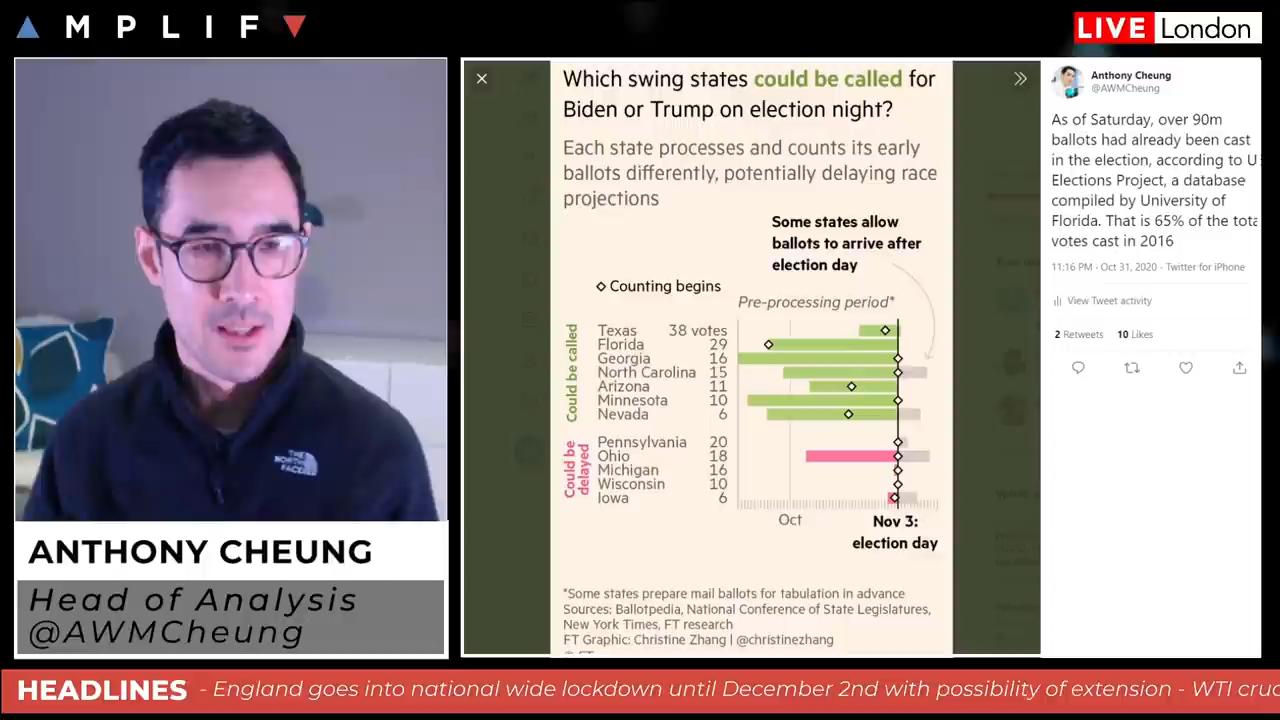 AMPLIFY
LIVE London
Which swing states could be called for
Biden or Trump on election night?
Each state processes and counts its early
ballots differently, potentially delaying race
projections
Some states allow
ballots to arrive after
election day
Counting begins
Pre-processing period*
Could be called
Texas 38 votes
Florida 29
Georgia 16
North Carolina 15
Arizona 11
Minnesota 10
Nevada 6
Could be
delayed
Pennsylvania 20
Ohio 18
Michigan 16
Wisconsin 10
Iowa 6
Oct
Nov 3:
election day
*Some states prepare mail ballots for tabulation in advance
Sources: Ballotpedia, National Conference of State Legislatures,
New York Times, FT research
FT Graphic: Christine Zhang | @christinezhang
Anthony Cheung
@AWMCheung
As of Saturday, over 90m
ballots had already been cast
in the election, according to U
Elections Project, a database
compiled by University of
Florida. That is 65% of the tota
votes cast in 2016
11:16 PM · Oct 31, 2020 · Twitter for iPhone
View Tweet activity
2 Retweets 10 Likes
THE
NORTH
FACE
ANTHONY CHEUNG
Head of Analysis
@AWMCheung
HEADLINES - England goes into national wide lockdown until December 2nd with possibility of extension - WTI cruc